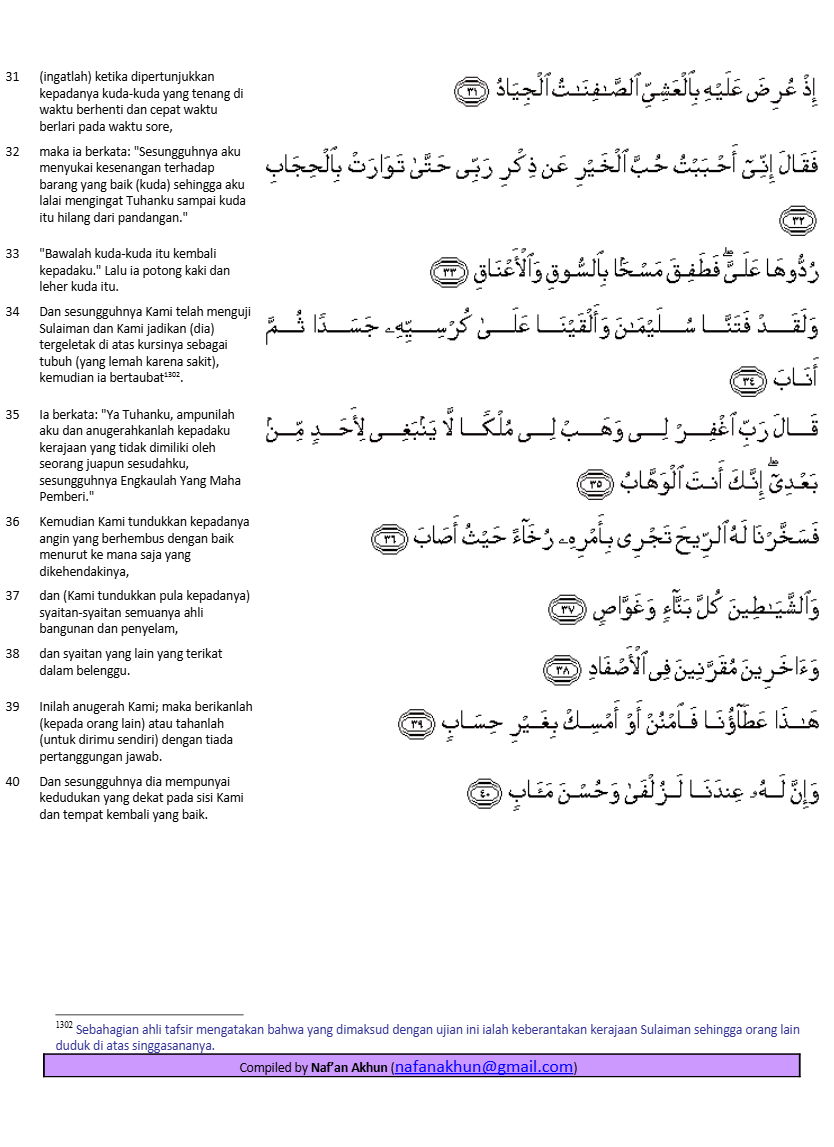 31 (ingatlah) ketika dipertunjukkan
kepadanya kuda-kuda yang tenang di
waktu berhenti dan cepat waktu
berlari pada waktu sore,
إِذْ عُرِضَ عَلَيْهِ بِٱلْعَشِىِّ ٱلصَّـٰفِنَـٰتُ ٱلْجِيَادُ ٣١
32 maka ia berkata: "Sesungguhnya aku
menyukai kesenangan terhadap
barang yang baik (kuda) sehingga aku
lalai mengingat Tuhanku sampai kuda
itu hilang dari pandangan."
فَقَالَ إِنِّىٓ أَحْبَبْتُ حُبَّ ٱلْخَيْرِ عَن ذِكْرِ رَبِّى حَتَّىٰ تَوَارَتْ بِٱلْحِجَابِ
٣٢
33 "Bawalah kuda-kuda itu kembali
kepadaku." Lalu ia potong kaki dan
leher kuda itu.
رُدُّوهَا عَلَىَّۖ فَطَفِقَ مَسْحًۢا بِٱلسُّوقِ وَٱلْأَعْنَاقِ ٣٣
34 Dan sesungguhnya Kami telah menguji
Sulaiman dan Kami jadikan (dia)
tergeletak di atas kursinya sebagai
tubuh (yang lemah karena sakit),
kemudian ia bertaubat¹³⁰².
وَلَقَدْ فَتَنَّا سُلَيْمَـٰنَ وَأَلْقَيْنَا عَلَىٰ كُرْسِيِّهِۦ جَسَدًا ثُمَّ
أَنَابَ ٣٤
35 Ia berkata: "Ya Tuhanku, ampunilah
aku dan anugerahkanlah kepadaku
kerajaan yang tidak dimiliki oleh
seorang juapun sesudahku,
sesungguhnya Engkaulah Yang Maha
Pemberi."
قَالَ رَبِّ ٱغْفِرْ لِى وَهَبْ لِى مُلْكًا لَّا يَنۢبَغِى لِأَحَدٍ مِّنۢ
بَعْدِىٓۖ إِنَّكَ أَنتَ ٱلْوَهَّابُ ٣٥
36 Kemudian Kami tundukkan kepadanya
angin yang berhembus dengan baik
menurut ke mana saja yang
dikehendakinya,
فَسَخَّرْنَا لَهُ ٱلرِّيحَ تَجْرِى بِأَمْرِهِۦ رُخَآءً حَيْثُ أَصَابَ ٣٦
37 dan (Kami tundukkan pula kepadanya)
syaitan-syaitan semuanya ahli
bangunan dan penyelam,
وَٱلشَّيَـٰطِينَ كُلَّ بَنَّآءٍ وَغَوَّاصٍ ٣٧
38 dan syaitan yang lain yang terikat
dalam belenggu.
وَءَاخَرِينَ مُقَرَّنِينَ فِى ٱلْأَصْفَادِ ٣٨
39 Inilah anugerah Kami; maka berikanlah
(kepada orang lain) atau tahanlah
(untuk dirimu sendiri) dengan tiada
pertanggungan jawab.
هَـٰذَا عَطَآؤُنَا فَٱمْنُنْ أَوْ أَمْسِكْ بِغَيْرِ حِسَابٍ ٣٩
40 Dan sesungguhnya dia mempunyai
kedudukan yang dekat pada sisi Kami
dan tempat kembali yang baik.
وَإِنَّ لَهُۥ عِندَنَا لَزُلْفَىٰ وَحُسْنَ مَـَٔابٍ ٤٠
¹³⁰² Sebahagian ahli tafsir mengatakan bahwa yang dimaksud dengan ujian ini ialah keberantakan kerajaan Sulaiman sehingga orang lain
duduk di atas singgasananya.
Compiled by Naf'an Akhun (nafanakhun@gmail.com)